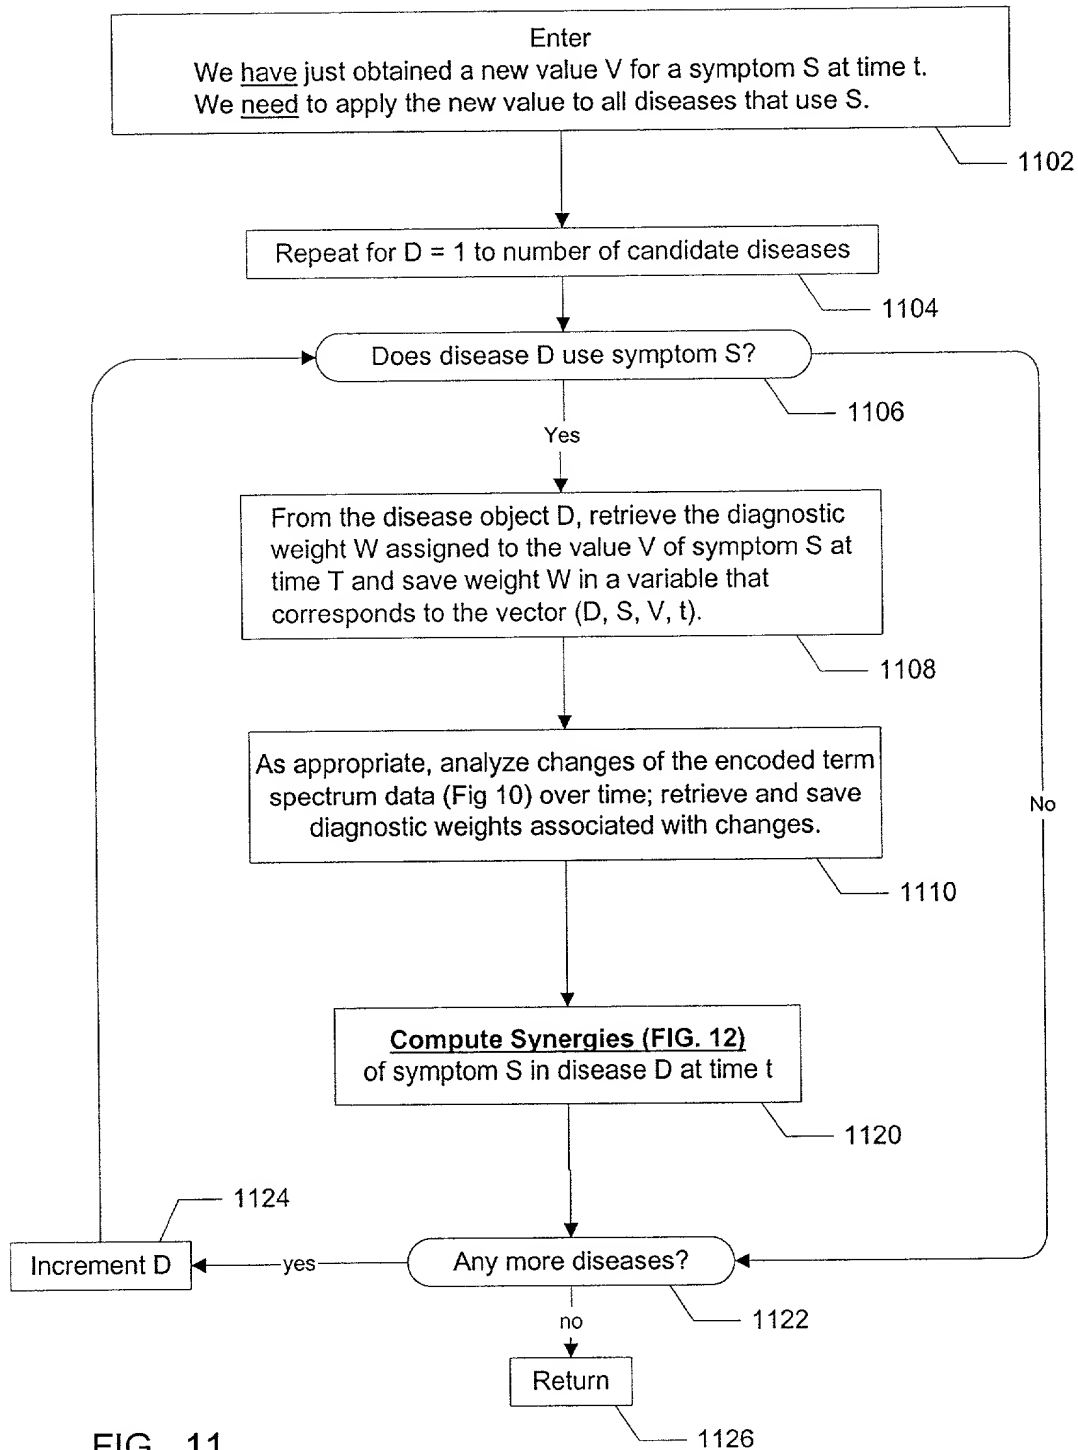 Enter
We have just obtained a new value V for a symptom S at time t.
We need to apply the new value to all diseases that use S.
1102
Repeat for D = 1 to number of candidate diseases
1104
Does disease D use symptom S?
1106
Yes
From the disease object D, retrieve the diagnostic
weight W assigned to the value V of symptom S at
time T and save weight W in a variable that
corresponds to the vector (D, S, V, t).
1108
As appropriate, analyze changes of the encoded term
spectrum data (Fig 10) over time; retrieve and save
diagnostic weights associated with changes.
No
1110
Compute Synergies (FIG. 12)
of symptom S in disease D at time t
1120
1124
Increment D
yes
Any more diseases?
1122
no
Return
1126
FIG. 11